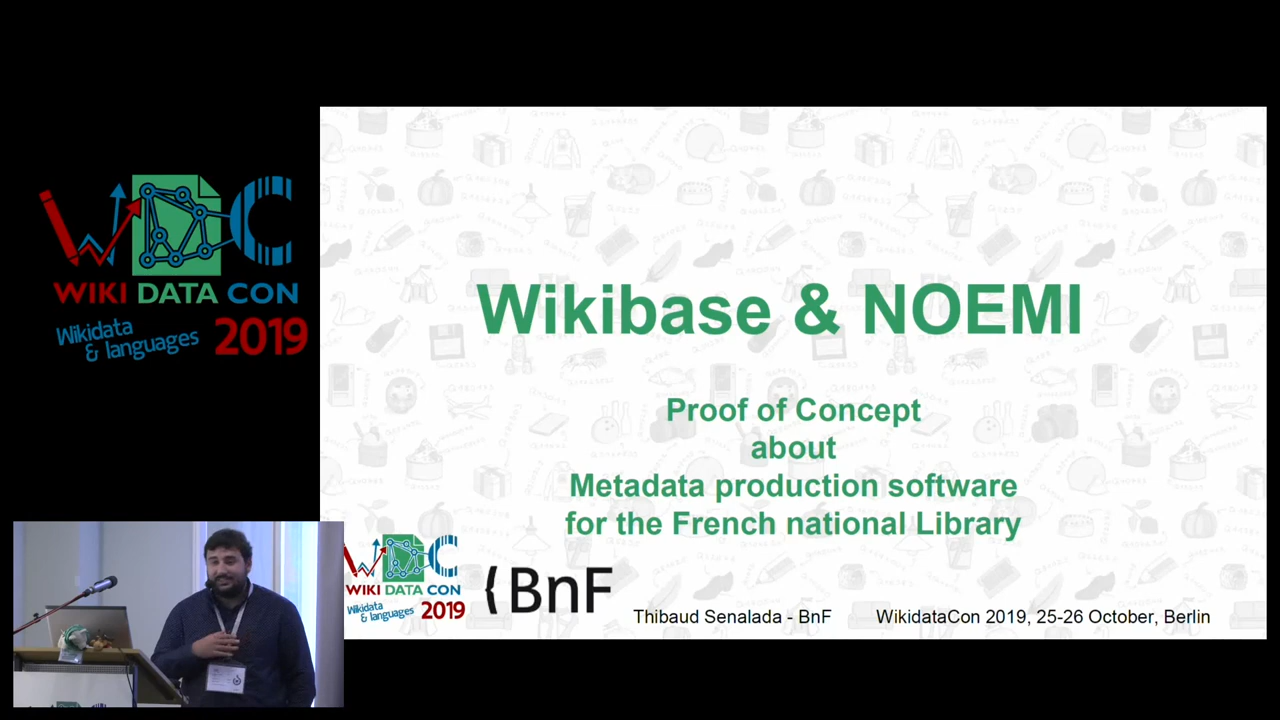 WIKI DATA CON
Wikidata
& languages 2019
Wikibase & NOEMI
Proof of Concept
about
Metadata production software
for the French national Library
WIKI DATA CON
Wikidata
& languages 2019
{BnF
Thibaud Senalada - BnF
WikidataCon 2019, 25-26 October, Berlin